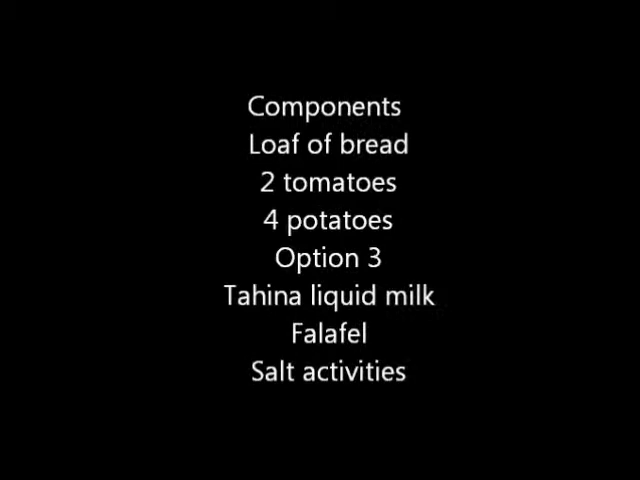 Components
Loaf of bread
2 tomatoes
4 potatoes
Option 3
Tahina liquid milk
Falafel
Salt activities